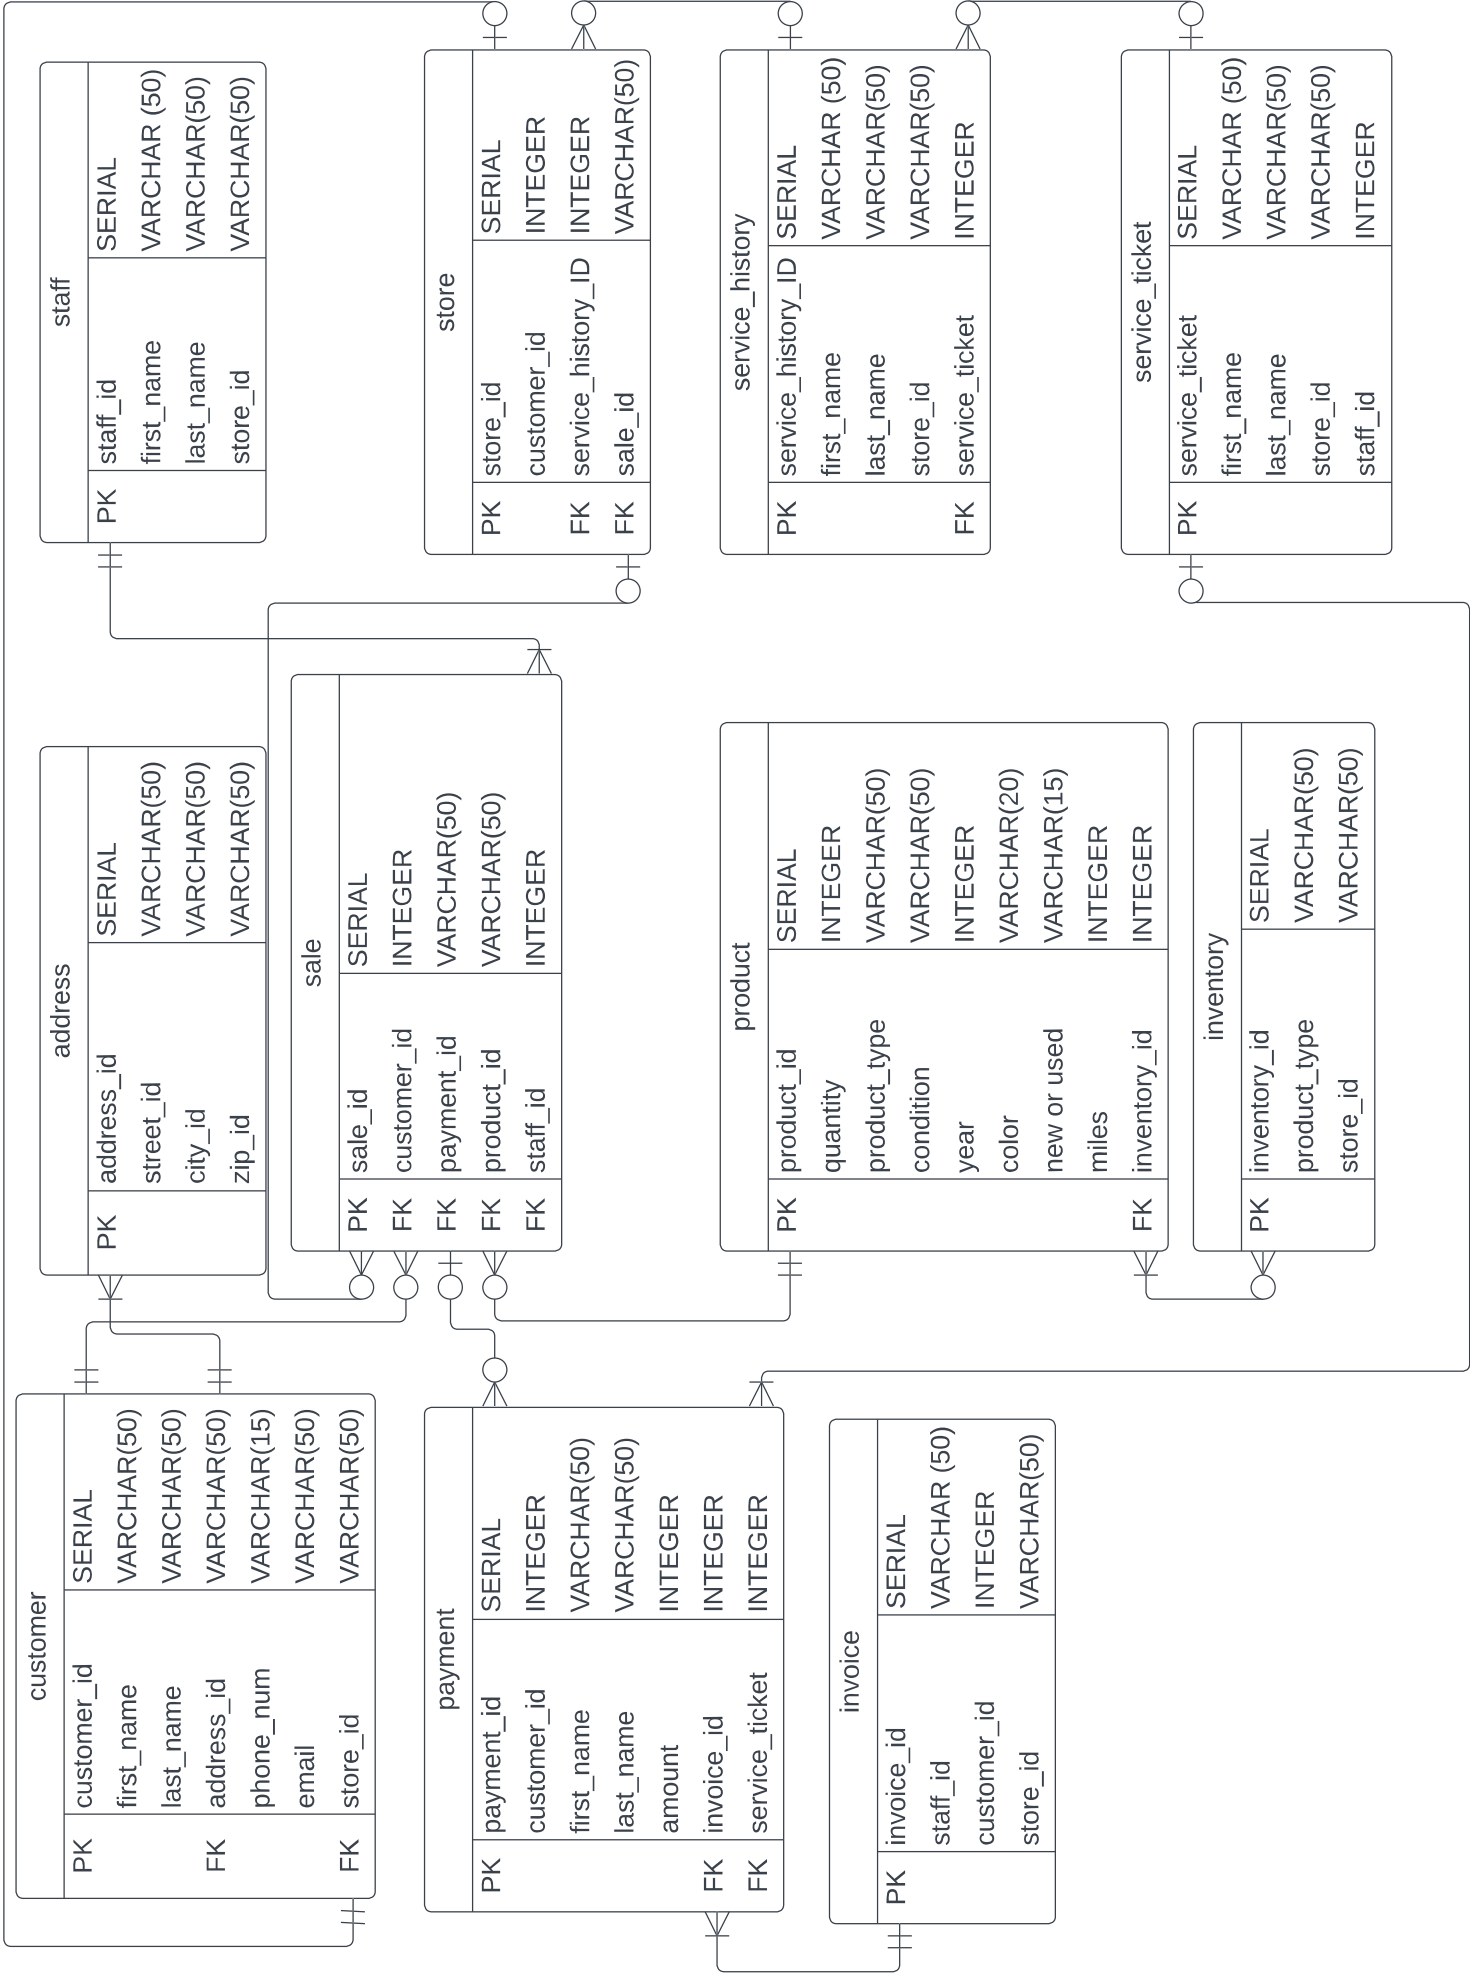 customer
PK customer_id SERIAL
first_name VARCHAR(50)
last_name VARCHAR(50)
FK address_id VARCHAR(50)
phone_num VARCHAR(15)
email VARCHAR(50)
FK store_id VARCHAR(50)
address
PK address_id SERIAL
street_id VARCHAR(50)
city_id VARCHAR(50)
zip_id VARCHAR(50)
staff
PK staff_id SERIAL
first_name VARCHAR (50)
last_name VARCHAR(50)
store_id VARCHAR(50)
sale
PK sale_id SERIAL
FK customer_id INTEGER
FK payment_id VARCHAR(50)
FK product_id VARCHAR(50)
FK staff_id INTEGER
payment
PK payment_id SERIAL
customer_id INTEGER
first_name VARCHAR(50)
last_name VARCHAR(50)
amount INTEGER
FK invoice_id INTEGER
FK service_ticket INTEGER
store
PK store_id SERIAL
customer_id INTEGER
FK service_history_ID INTEGER
FK sale_id VARCHAR(50)
invoice
PK invoice_id SERIAL
staff_id VARCHAR (50)
customer_id INTEGER
store_id VARCHAR(50)
product
PK product_id SERIAL
quantity INTEGER
product_type VARCHAR(50)
condition VARCHAR(50)
year INTEGER
color VARCHAR(20)
new or used VARCHAR(15)
miles INTEGER
FK inventory_id INTEGER
service_history
PK service_history_ID SERIAL
first_name VARCHAR (50)
last_name VARCHAR(50)
store_id VARCHAR(50)
FK service_ticket INTEGER
inventory
PK inventory_id SERIAL
product_type VARCHAR(50)
store_id VARCHAR(50)
service_ticket
PK service_ticket SERIAL
first_name VARCHAR (50)
last_name VARCHAR(50)
store_id VARCHAR(50)
staff_id INTEGER